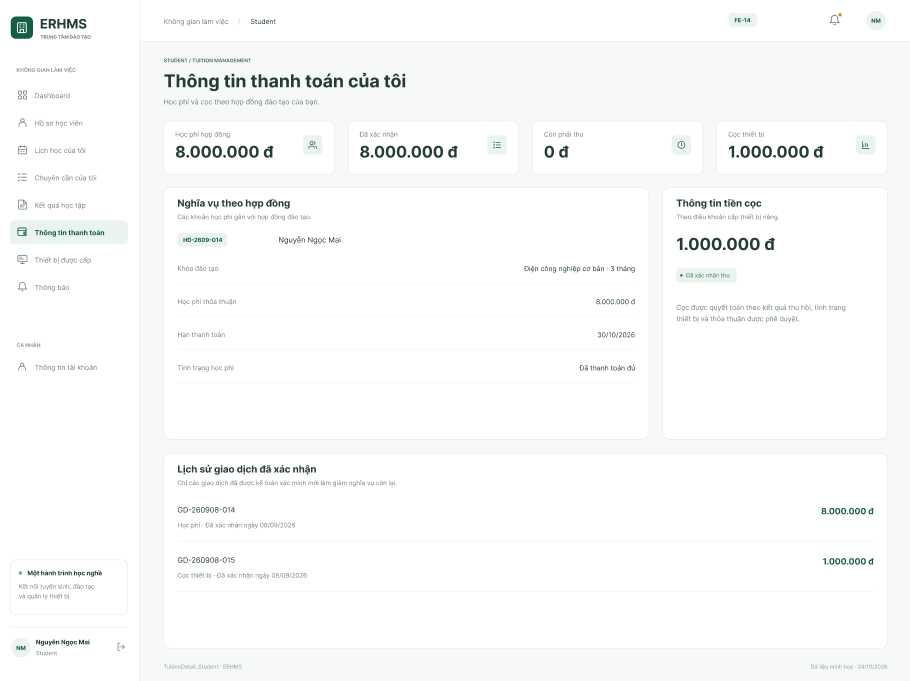 ERHMS
TRUNG TÂM ĐÀO TẠO
KHÔNG GIAN LÀM VIỆC
Dashboard
Hồ sơ học viên
Lịch học của tôi
Chuyên cần của tôi
Kết quả học tập
Thông tin thanh toán
Thiết bị được cấp
Thông báo
CÁ NHÂN
Thông tin tài khoản
Một hành trình học nghề
Kết nối tuyển sinh, đào tạo
và quản lý thiết bị.
NM
Nguyễn Ngọc Mai
Student
Không gian làm việc / Student
FE-14
NM
STUDENT / TUITION MANAGEMENT
Thông tin thanh toán của tôi
Học phí và cọc theo hợp đồng đào tạo của bạn.
Học phí hợp đồng
8.000.000 đ
Đã xác nhận
8.000.000 đ
Còn phải thu
0 đ
Cọc thiết bị
1.000.000 đ
Nghĩa vụ theo hợp đồng
Các khoản học phí gắn với hợp đồng đào tạo.
HĐ-2609-014 Nguyễn Ngọc Mai
Khóa đào tạo Điện công nghiệp cơ bản · 3 tháng
Học phí thỏa thuận 8.000.000 đ
Hạn thanh toán 30/10/2026
Tình trạng học phí Đã thanh toán đủ
Thông tin tiền cọc
Theo điều khoản cấp thiết bị riêng.
1.000.000 đ
Đã xác nhận thu
Cọc được quyết toán theo kết quả thu hồi, tình trạng
thiết bị và thỏa thuận được phê duyệt.
Lịch sử giao dịch đã xác nhận
Chỉ các giao dịch đã được kế toán xác minh mới làm giảm nghĩa vụ còn lại.
GD-260908-014 8.000.000 đ
Học phí · Đã xác nhận ngày 08/09/2026
GD-260908-015 1.000.000 đ
Cọc thiết bị · Đã xác nhận ngày 08/09/2026
TuitionDetail_Student · ERHMS
Dữ liệu minh họa · 24/10/2026